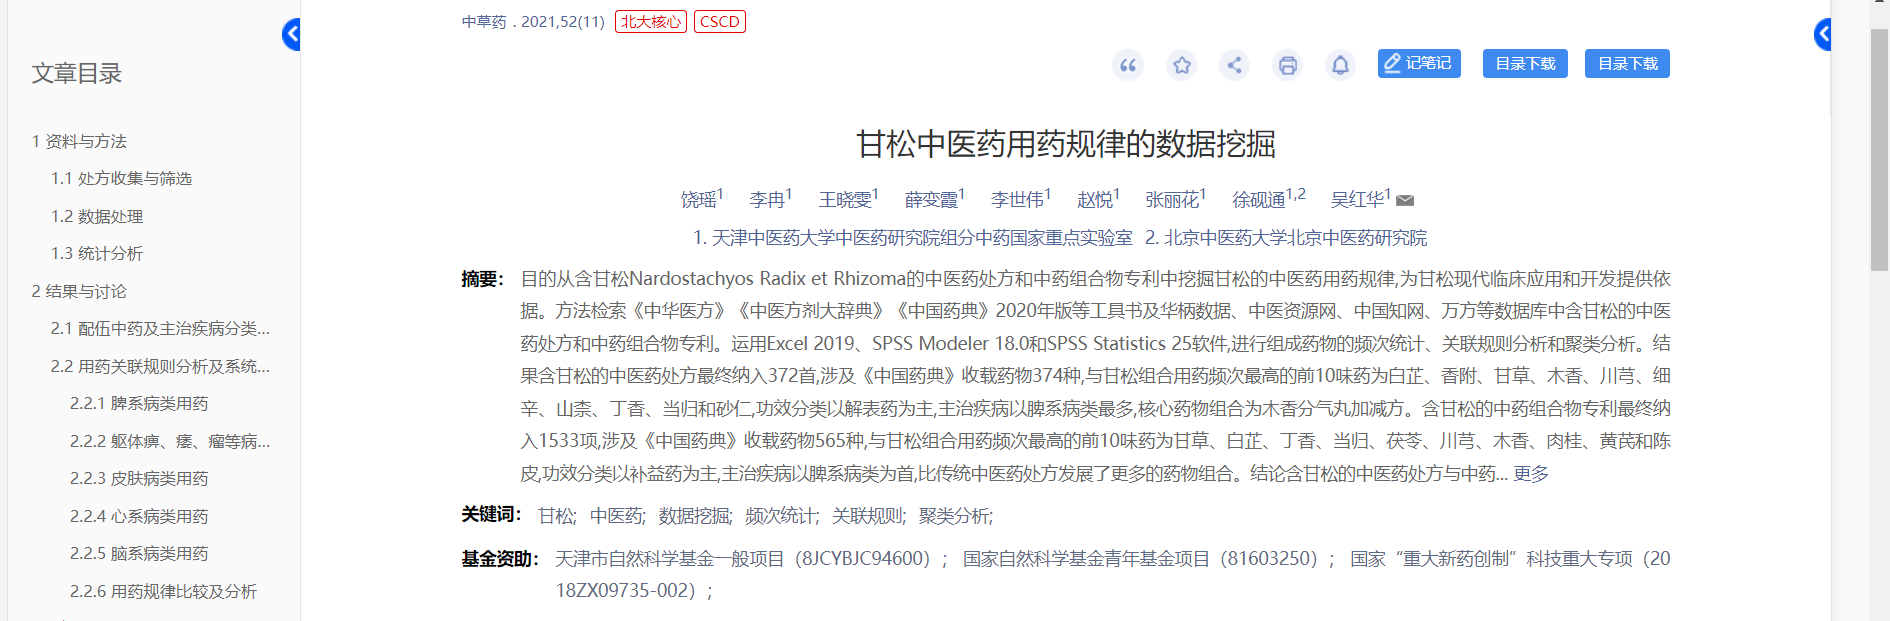 中草药 . 2021,52(11) 北大核心 CSCD
记笔记 目录下载 目录下载
文章目录
1 资料与方法
1.1 处方收集与筛选
1.2 数据处理
1.3 统计分析
2 结果与讨论
2.1 配伍中药及主治疾病分类...
2.2 用药关联规则分析及系统...
2.2.1 脾系病类用药
2.2.2 躯体痹、痿、瘤等病...
2.2.3 皮肤病类用药
2.2.4 心系病类用药
2.2.5 脑系病类用药
2.2.6 用药规律比较及分析
甘松中医药用药规律的数据挖掘
饶瑶1 李冉1 王晓雯1 薛变霞1 李世伟1 赵悦1 张丽花1 徐砚通1,2 吴红华1
1. 天津中医药大学中医药研究院组分中药国家重点实验室 2. 北京中医药大学北京中医药研究院
摘要： 目的从含甘松Nardostachyos Radix et Rhizoma的中医药处方和中药组合物专利中挖掘甘松的中医药用药规律,为甘松现代临床应用和开发提供依
据。方法检索《中华医方》《中医方剂大辞典》《中国药典》2020年版等工具书及华柄数据、中医资源网、中国知网、万方等数据库中含甘松的中医
药处方和中药组合物专利。运用Excel 2019、SPSS Modeler 18.0和SPSS Statistics 25软件,进行组成药物的频次统计、关联规则分析和聚类分析。结
果含甘松的中医药处方最终纳入372首,涉及《中国药典》收载药物374种,与甘松组合用药频次最高的前10味药为白芷、香附、甘草、木香、川芎、细
辛、山柰、丁香、当归和砂仁,功效分类以解表药为主,主治疾病以脾系病类最多,核心药物组合为木香分气丸加减方。含甘松的中药组合物专利最终纳
入1533项,涉及《中国药典》收载药物565种,与甘松组合用药频次最高的前10味药为甘草、白芷、丁香、当归、茯苓、川芎、木香、肉桂、黄芪和陈
皮,功效分类以补益药为主,主治疾病以脾系病类为首,比传统中医药处方发展了更多的药物组合。结论含甘松的中医药处方与中药... 更多
关键词： 甘松; 中医药; 数据挖掘; 频次统计; 关联规则; 聚类分析;
基金资助： 天津市自然科学基金一般项目（8JCYBJC94600）； 国家自然科学基金青年基金项目（81603250）； 国家“重大新药创制”科技重大专项（20
18ZX09735-002）；